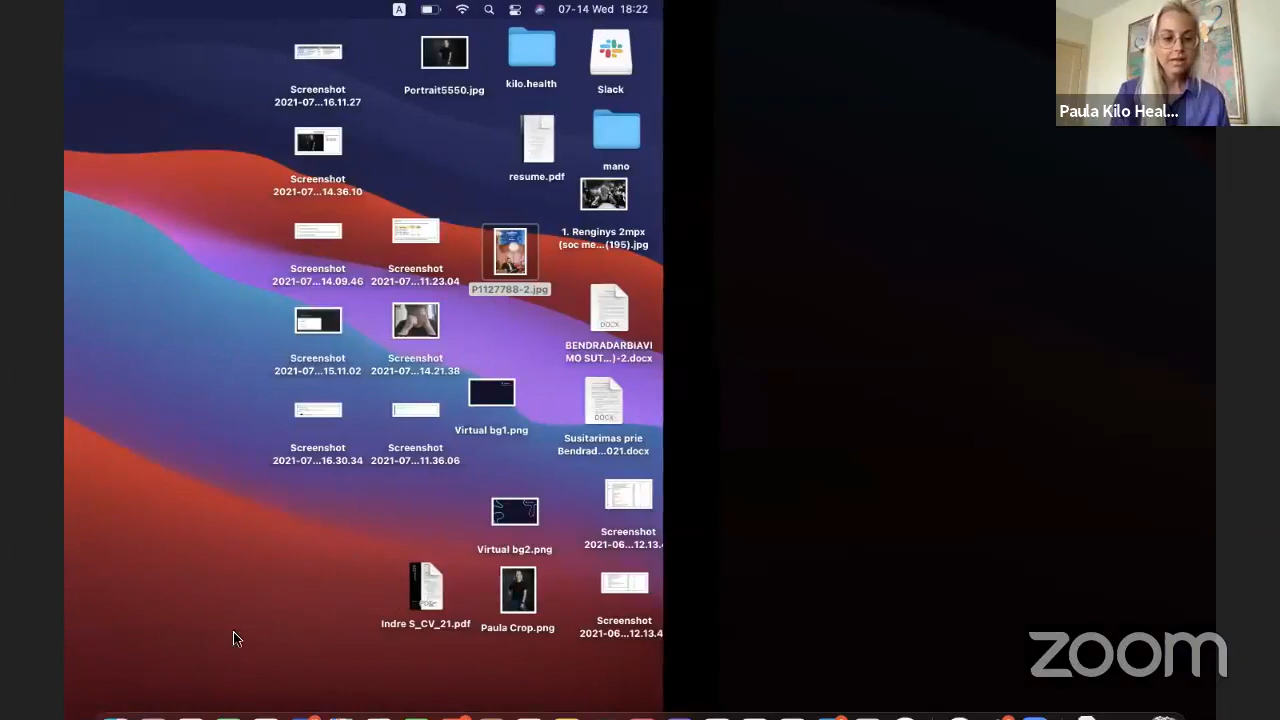 A
07-14 Wed 18:22
Screenshot
2021-07...16.11.27
Portrait5550.jpg
kilo.health
Slack
Paula Kilo Heal...
Screenshot
2021-07...14.36.10
resume.pdf
mano
Screenshot
2021-07...14.09.46
Screenshot
2021-07...11.23.04
P1127788-2.jpg
1. Renginys 2mpx
(soc me...(195).jpg
Screenshot
2021-07...15.11.02
Screenshot
2021-07...14.21.38
DOCX
BENDRADARBIAVI
MO SUT...)-2.docx
Screenshot
2021-07...16.30.34
Screenshot
2021-07...11.36.06
Virtual bg1.png
DOCX
Susitarimas prie
Bendrad...021.docx
Virtual bg2.png
Screenshot
2021-06...12.13.4
Indre S_CV_21.pdf
Paula Crop.png
Screenshot
2021-06...12.13.4
zoom